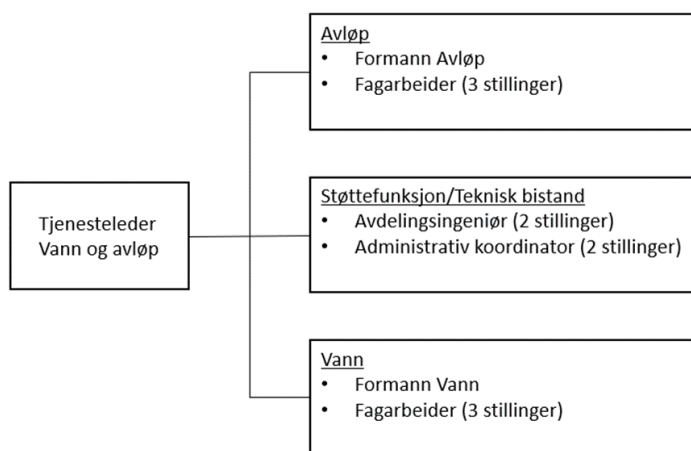 Tjenesteleder
Vann og avløp
Avløp
• Formann Avløp
• Fagarbeider (3 stillinger)
Støttefunksjon/Teknisk bistand
• Avdelingsingeniør (2 stillinger)
• Administrativ koordinator (2 stillinger)
Vann
• Formann Vann
• Fagarbeider (3 stillinger)